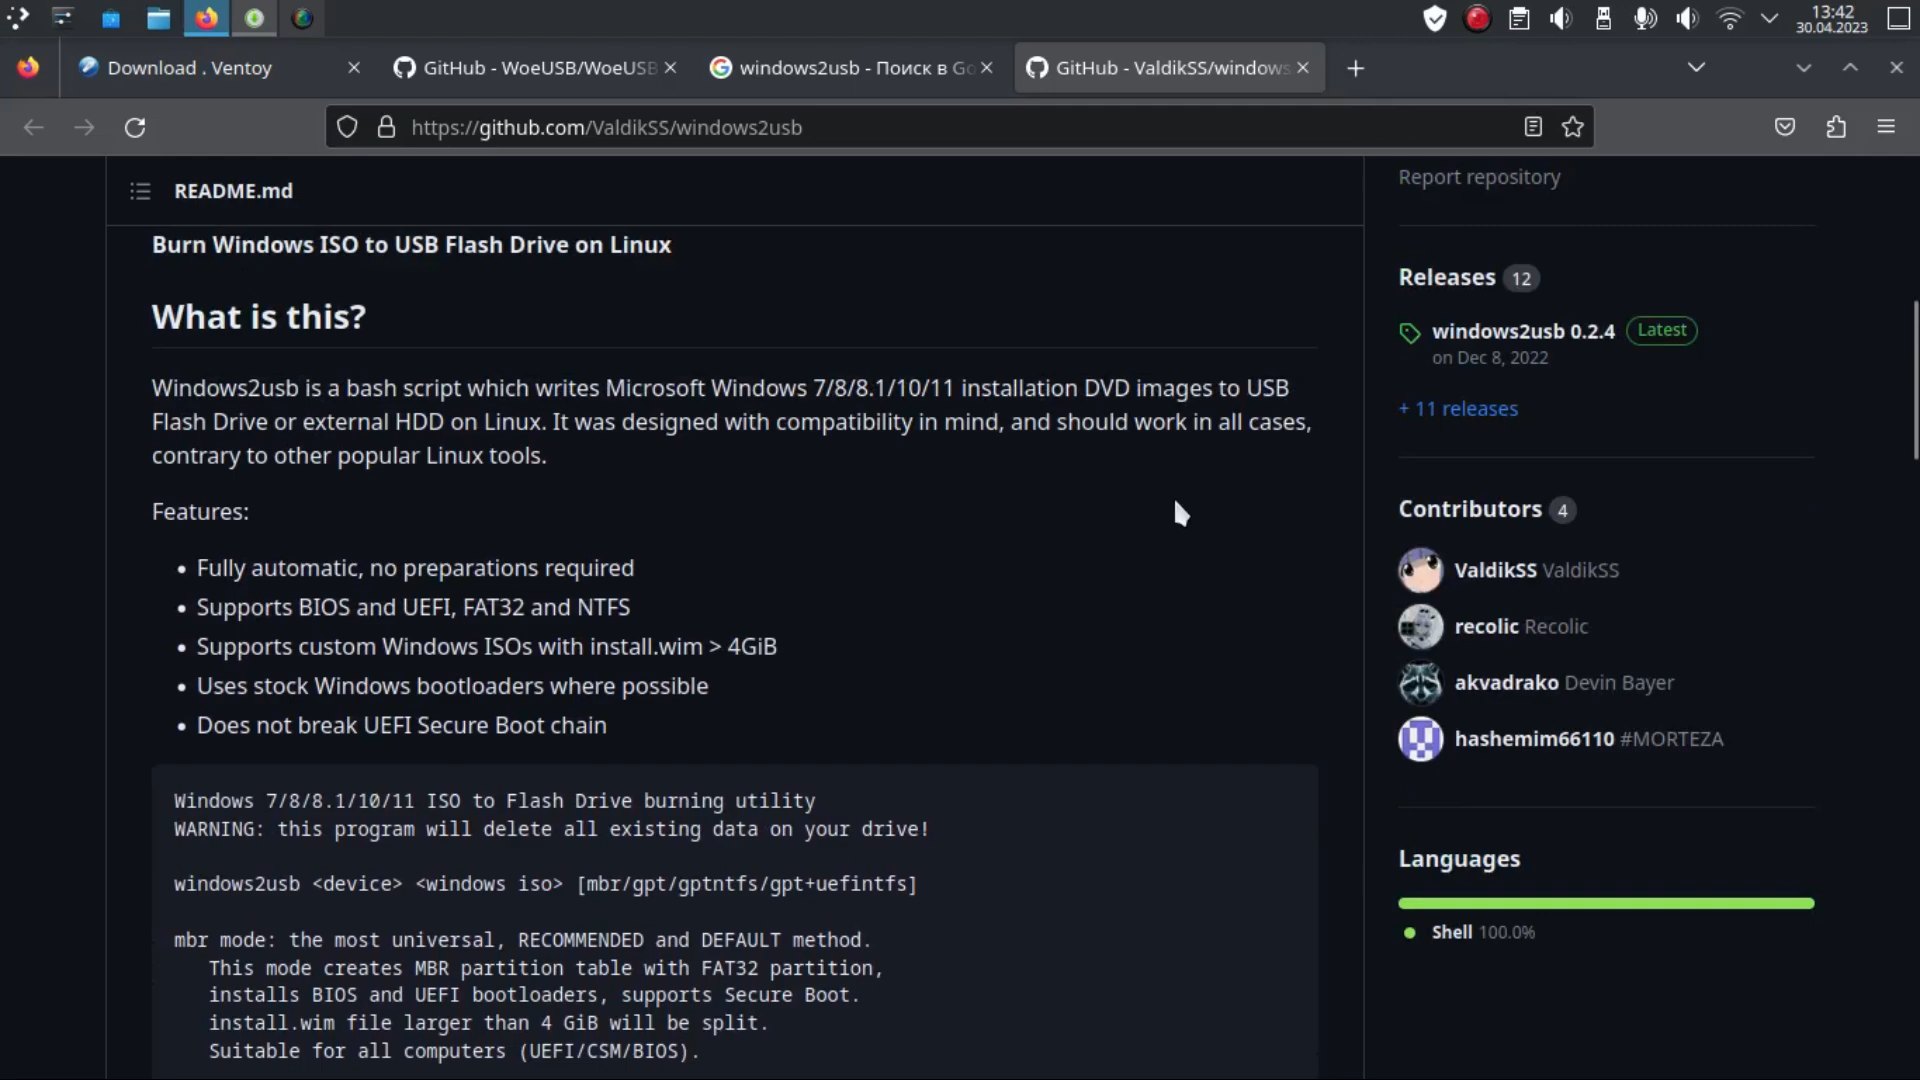 13:42
30.04.2023
Download . Ventoy
GitHub - WoeUSB/WoeUSB
windows2usb - Поиск в Go
GitHub - ValdikSS/windows
https://github.com/ValdikSS/windows2usb
README.md
Burn Windows ISO to USB Flash Drive on Linux
What is this?
Windows2usb is a bash script which writes Microsoft Windows 7/8/8.1/10/11 installation DVD images to USB
Flash Drive or external HDD on Linux. It was designed with compatibility in mind, and should work in all cases,
contrary to other popular Linux tools.
Features:
• Fully automatic, no preparations required
• Supports BIOS and UEFI, FAT32 and NTFS
• Supports custom Windows ISOs with install.wim > 4GiB
• Uses stock Windows bootloaders where possible
• Does not break UEFI Secure Boot chain
Windows 7/8/8.1/10/11 ISO to Flash Drive burning utility
WARNING: this program will delete all existing data on your drive!
windows2usb <device> <windows iso> [mbr/gpt/gptntfs/gpt+uefintfs]
mbr mode: the most universal, RECOMMENDED and DEFAULT method.
This mode creates MBR partition table with FAT32 partition,
installs BIOS and UEFI bootloaders, supports Secure Boot.
install.wim file larger than 4 GiB will be split.
Suitable for all computers (UEFI/CSM/BIOS).
Report repository
Releases 12
windows2usb 0.2.4 Latest
on Dec 8, 2022
+ 11 releases
Contributors 4
ValdikSS ValdikSS
recolic Recolic
akvadrako Devin Bayer
hashemim66110 #MORTEZA
Languages
Shell 100.0%